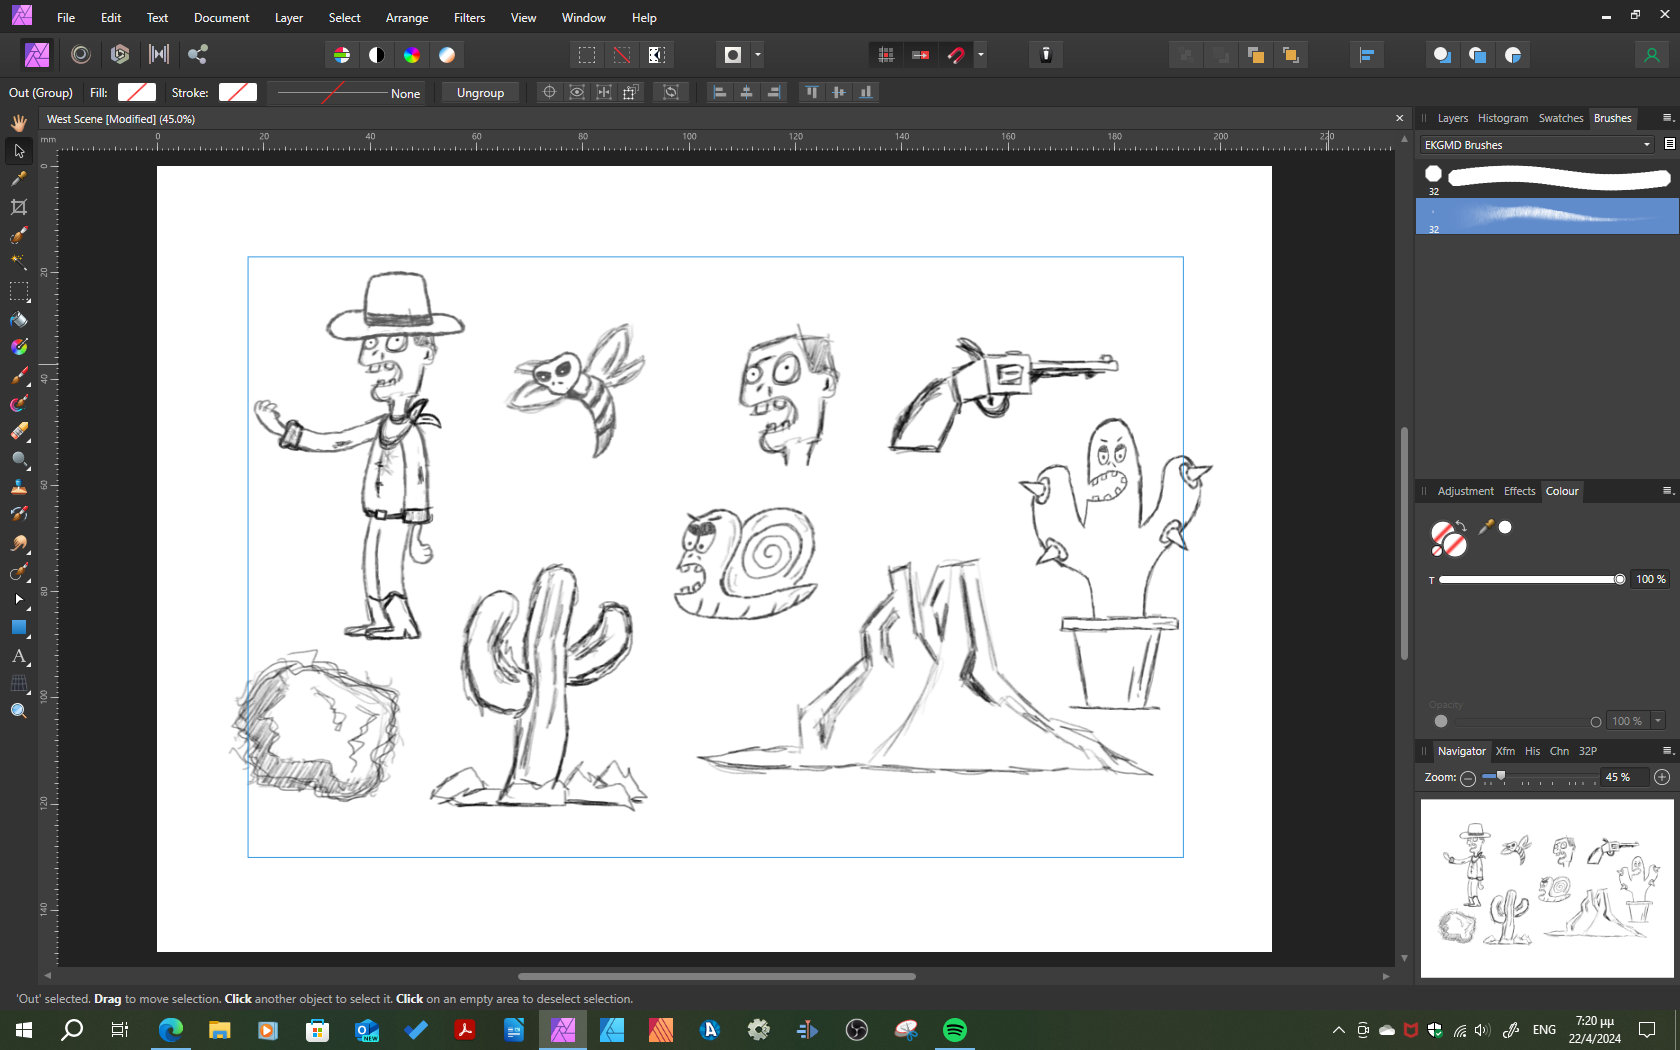 File Edit Text Document Layer Select Arrange Filters View Window Help
Out (Group) Fill: Stroke: None Ungroup
West Scene [Modified] (45.0%)
mm 0 20 40 60 80 100 120 140 160 180 200 220
0
20
40
60
80
100
120
140
Layers Histogram Swatches Brushes
EKGMD Brushes
32
32
Adjustment Effects Colour
T 100 %
Opacity
100 %
Navigator Xfm His Chn 32P
Zoom: 45 %
'Out' selected. Drag to move selection. Click another object to select it. Click on an empty area to deselect selection.
NEW
ENG
7:20 μμ
22/4/2024